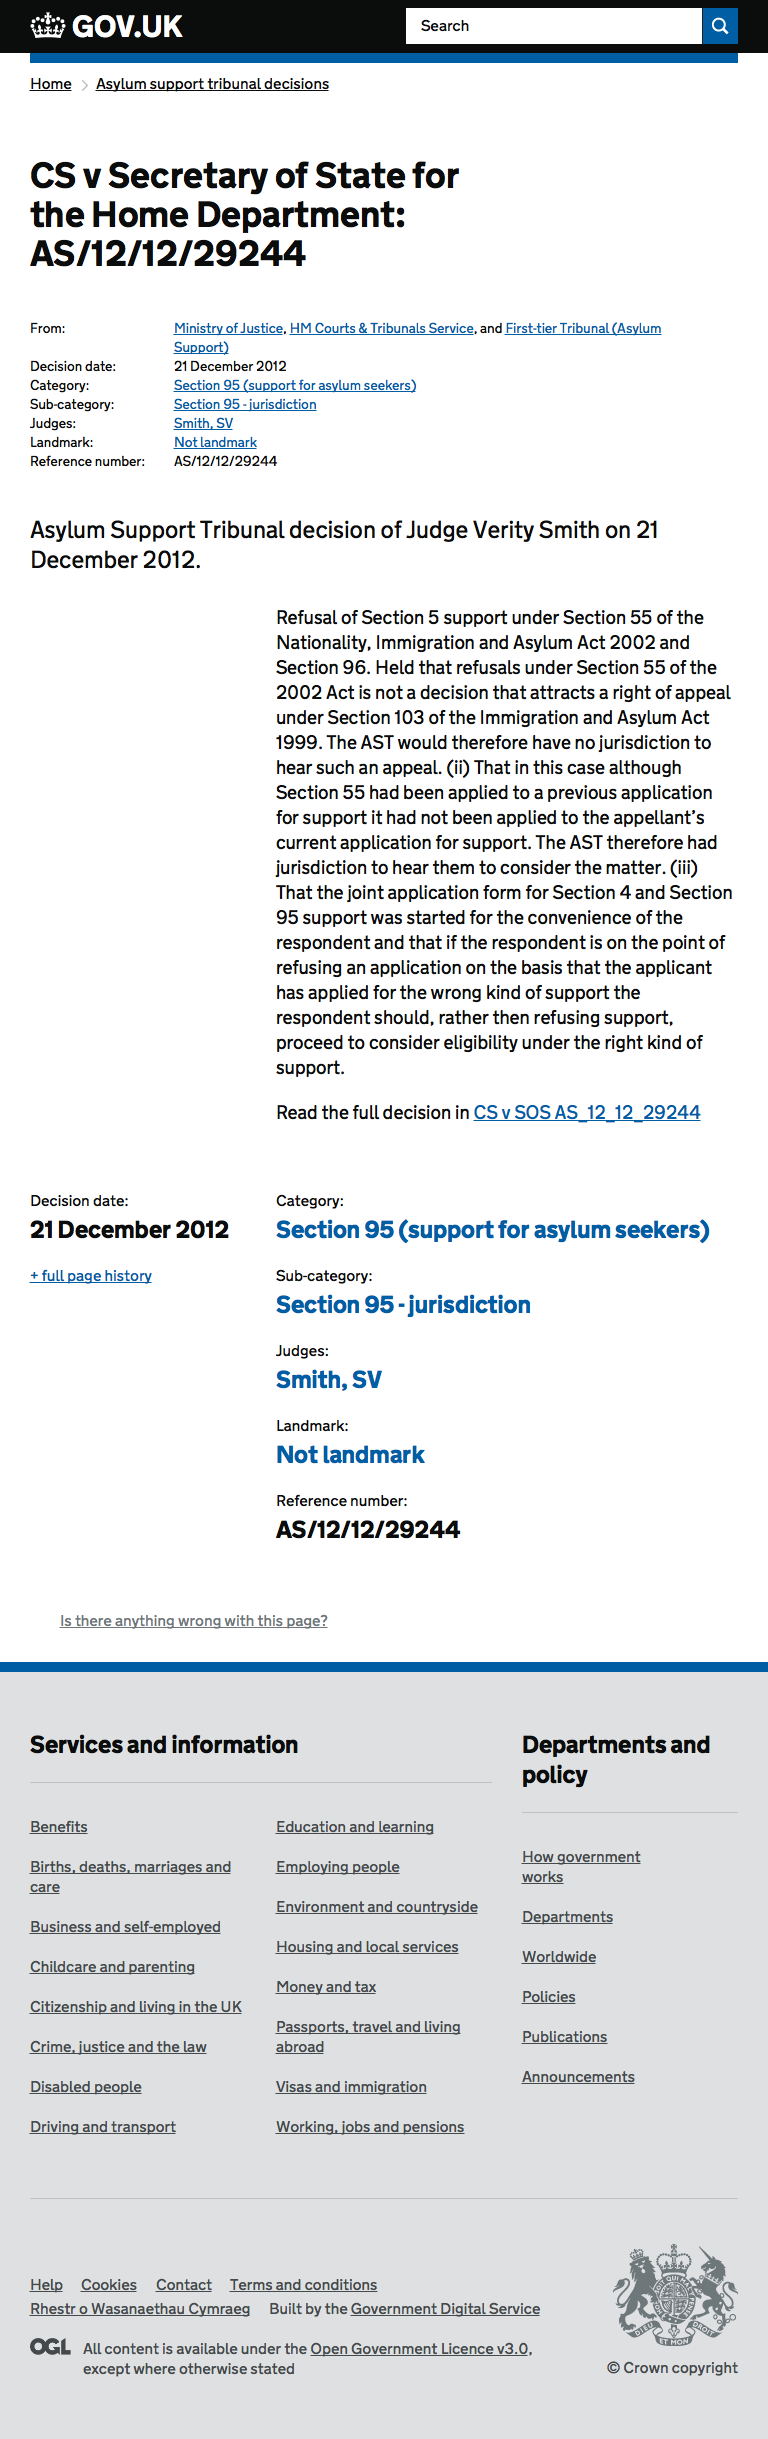 GOV.UK
Search
Home
Asylum support tribunal decisions
CS v Secretary of State for
the Home Department:
AS/12/12/29244
From: Ministry of Justice, HM Courts & Tribunals Service, and First-tier Tribunal (Asylum
Support)
Decision date: 21 December 2012
Category: Section 95 (support for asylum seekers)
Sub-category: Section 95 - jurisdiction
Judges: Smith, SV
Landmark: Not landmark
Reference number: AS/12/12/29244
Asylum Support Tribunal decision of Judge Verity Smith on 21
December 2012.
Refusal of Section 5 support under Section 55 of the
Nationality, Immigration and Asylum Act 2002 and
Section 96. Held that refusals under Section 55 of the
2002 Act is not a decision that attracts a right of appeal
under Section 103 of the Immigration and Asylum Act
1999. The AST would therefore have no jurisdiction to
hear such an appeal. (ii) That in this case although
Section 55 had been applied to a previous application
for support it had not been applied to the appellant’s
current application for support. The AST therefore had
jurisdiction to hear them to consider the matter. (iii)
That the joint application form for Section 4 and Section
95 support was started for the convenience of the
respondent and that if the respondent is on the point of
refusing an application on the basis that the applicant
has applied for the wrong kind of support the
respondent should, rather then refusing support,
proceed to consider eligibility under the right kind of
support.
Read the full decision in CS v SOS AS_12_12_29244
Decision date:
21 December 2012
+ full page history
Category:
Section 95 (support for asylum seekers)
Sub-category:
Section 95 - jurisdiction
Judges:
Smith, SV
Landmark:
Not landmark
Reference number:
AS/12/12/29244
Is there anything wrong with this page?
Services and information
Benefits
Births, deaths, marriages and
care
Business and self-employed
Childcare and parenting
Citizenship and living in the UK
Crime, justice and the law
Disabled people
Driving and transport
Education and learning
Employing people
Environment and countryside
Housing and local services
Money and tax
Passports, travel and living
abroad
Visas and immigration
Working, jobs and pensions
Departments and
policy
How government
works
Departments
Worldwide
Policies
Publications
Announcements
Help Cookies Contact Terms and conditions
Rhestr o Wasanaethau Cymraeg Built by the Government Digital Service
OGL All content is available under the Open Government Licence v3.0,
except where otherwise stated
DIEU ET MON DROIT
© Crown copyright